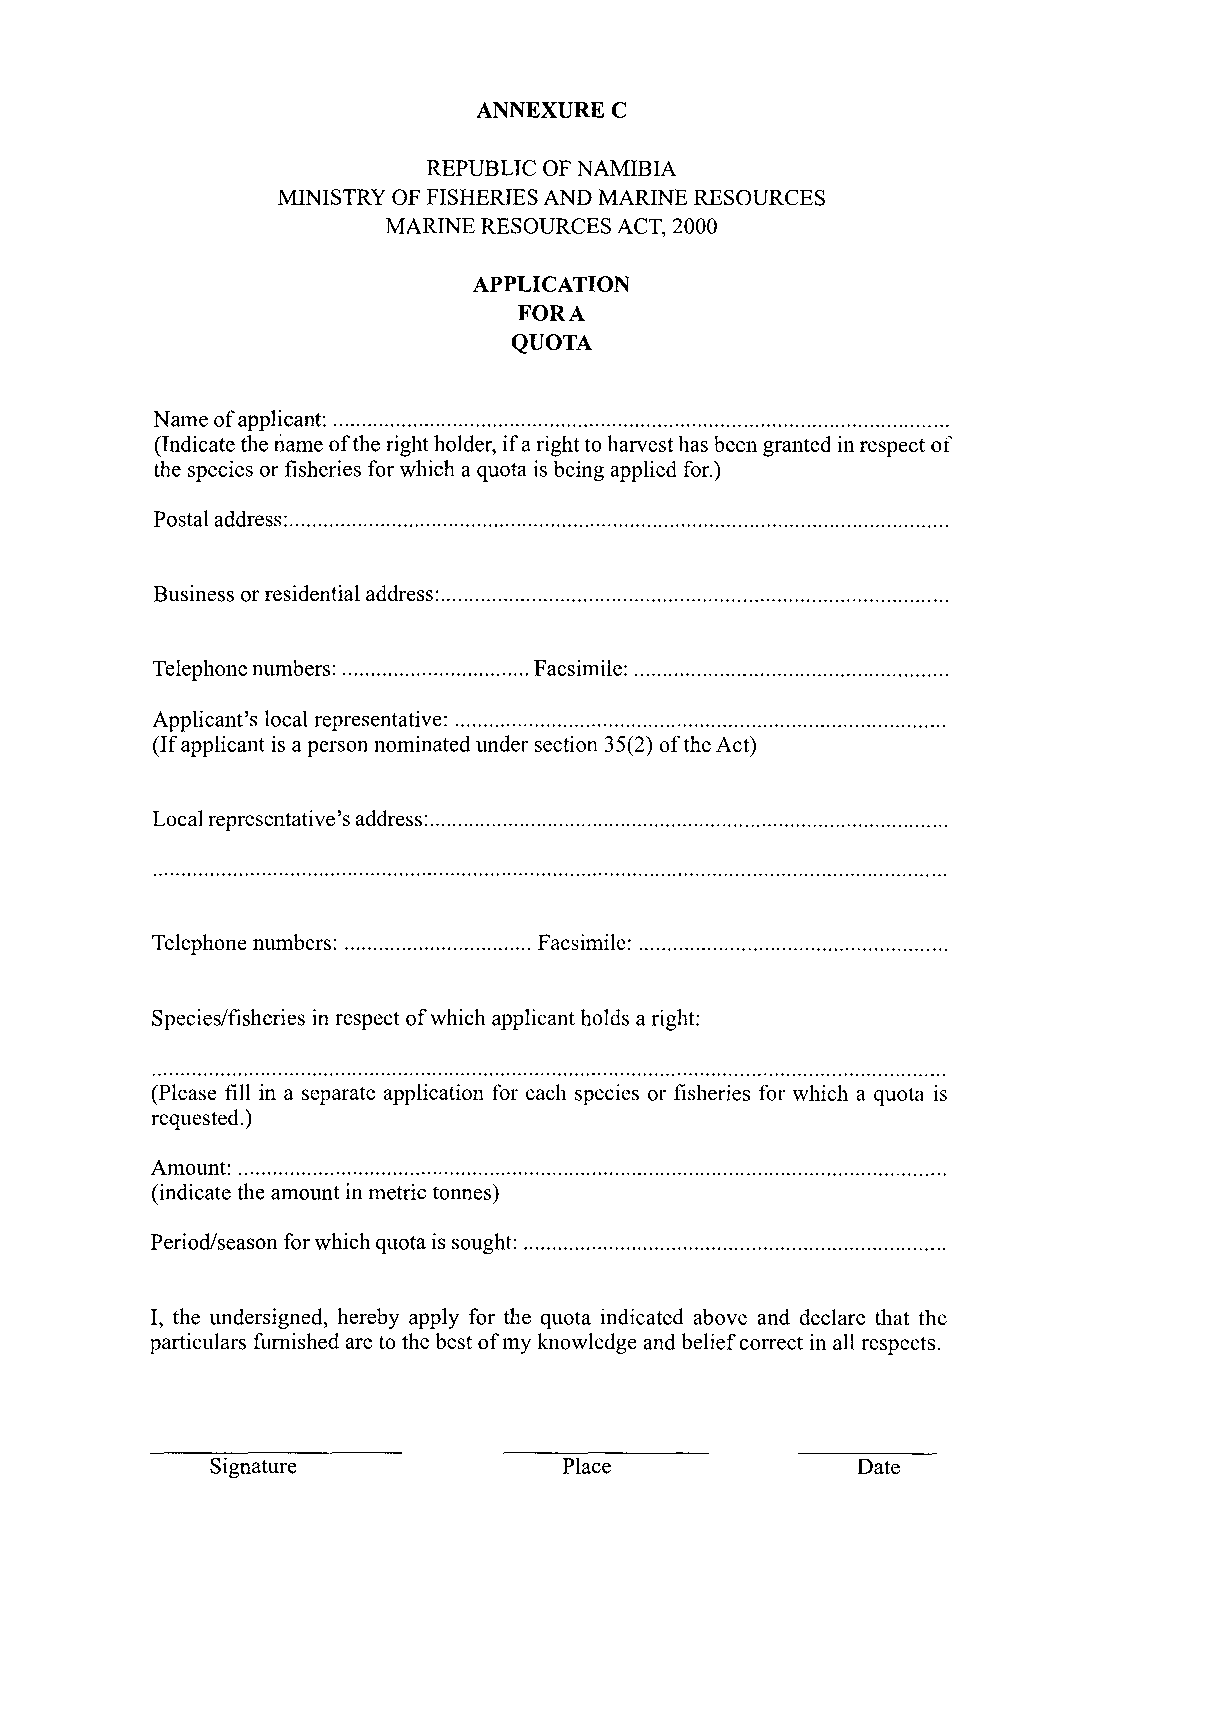 ANNEXURE C
REPUBLIC OF NAMIBIA
MINISTRY OF FISHERIES AND MARINE RESOURCES
MARINE RESOURCES ACT, 2000
APPLICATION
FOR A
QUOTA
Name of applicant: ..............................................................................................................
(Indicate the name of the right holder, if a right to harvest has been granted in respect of
the species or fisheries for which a quota is being applied for.)
Postal address:.....................................................................................................................
Business or residential address:..........................................................................................
Telephone numbers: ................................. Facsimile: ........................................................
Applicant's local representative: .......................................................................................
(If applicant is a person nominated under section 35(2) of the Act)
Local representative's address:...........................................................................................
............................................................................................................................................
Telephone numbers: ................................. Facsimile: .......................................................
Species/fisheries in respect of which applicant holds a right:
............................................................................................................................................
(Please fill in a separate application for each species or fisheries for which a quota is
requested.)
Amount: .............................................................................................................................
(indicate the amount in metric tonnes)
Period/season for which quota is sought: ..........................................................................
I, the undersigned, hereby apply for the quota indicated above and declare that the
particulars furnished are to the best of my knowledge and belief correct in all respects.
Signature Place Date